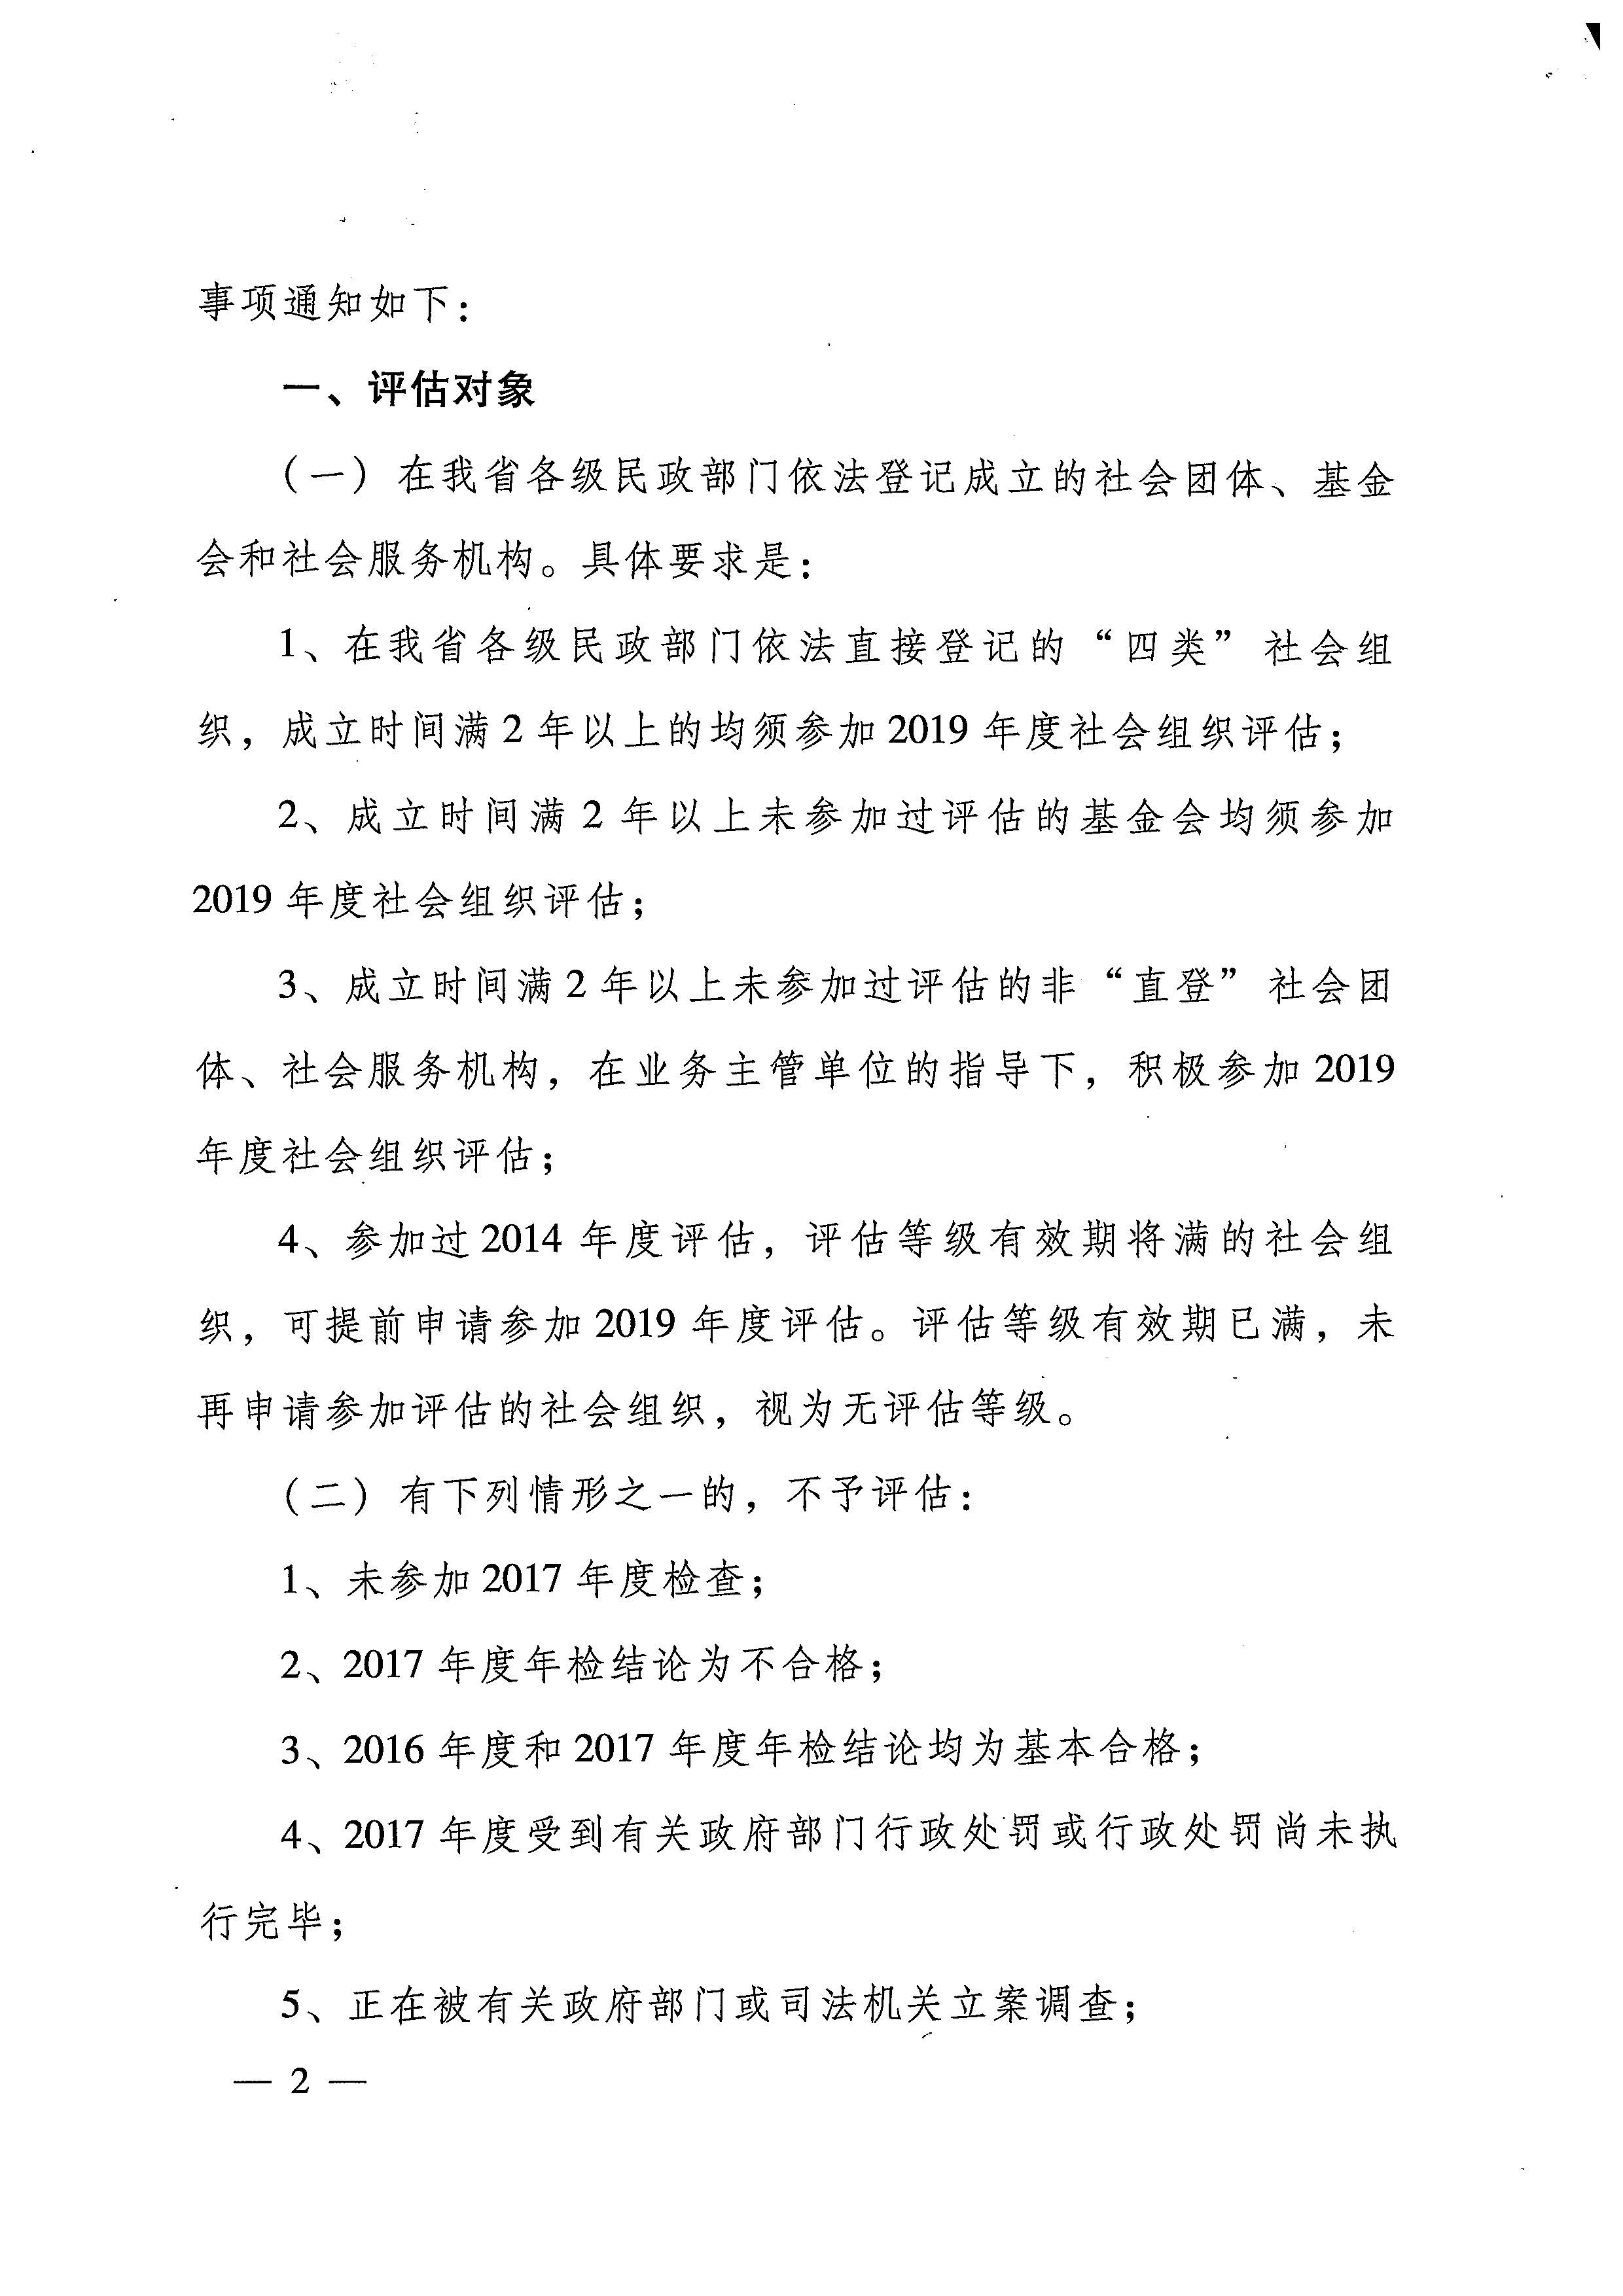 事项通知如下：
一、评估对象
（一）在我省各级民政部门依法登记成立的社会团体、基金
会和社会服务机构。具体要求是：
1、在我省各级民政部门依法直接登记的“四类”社会组
织，成立时间满2年以上的均须参加2019年度社会组织评估；
2、成立时间满2年以上未参加过评估的基金会均须参加
2019年度社会组织评估；
3、成立时间满2年以上未参加过评估的非“直登”社会团
体、社会服务机构，在业务主管单位的指导下，积极参加2019
年度社会组织评估；
4、参加过2014年度评估，评估等级有效期将满的社会组
织，可提前申请参加2019年度评估。评估等级有效期已满，未
再申请参加评估的社会组织，视为无评估等级。
（二）有下列情形之一的，不予评估：
1、未参加2017年度检查；
2、2017年度年检结论为不合格；
3、2016年度和2017年度年检结论均为基本合格；
4、2017年度受到有关政府部门行政处罚或行政处罚尚未执
行完毕；
5、正在被有关政府部门或司法机关立案调查；
— 2 —